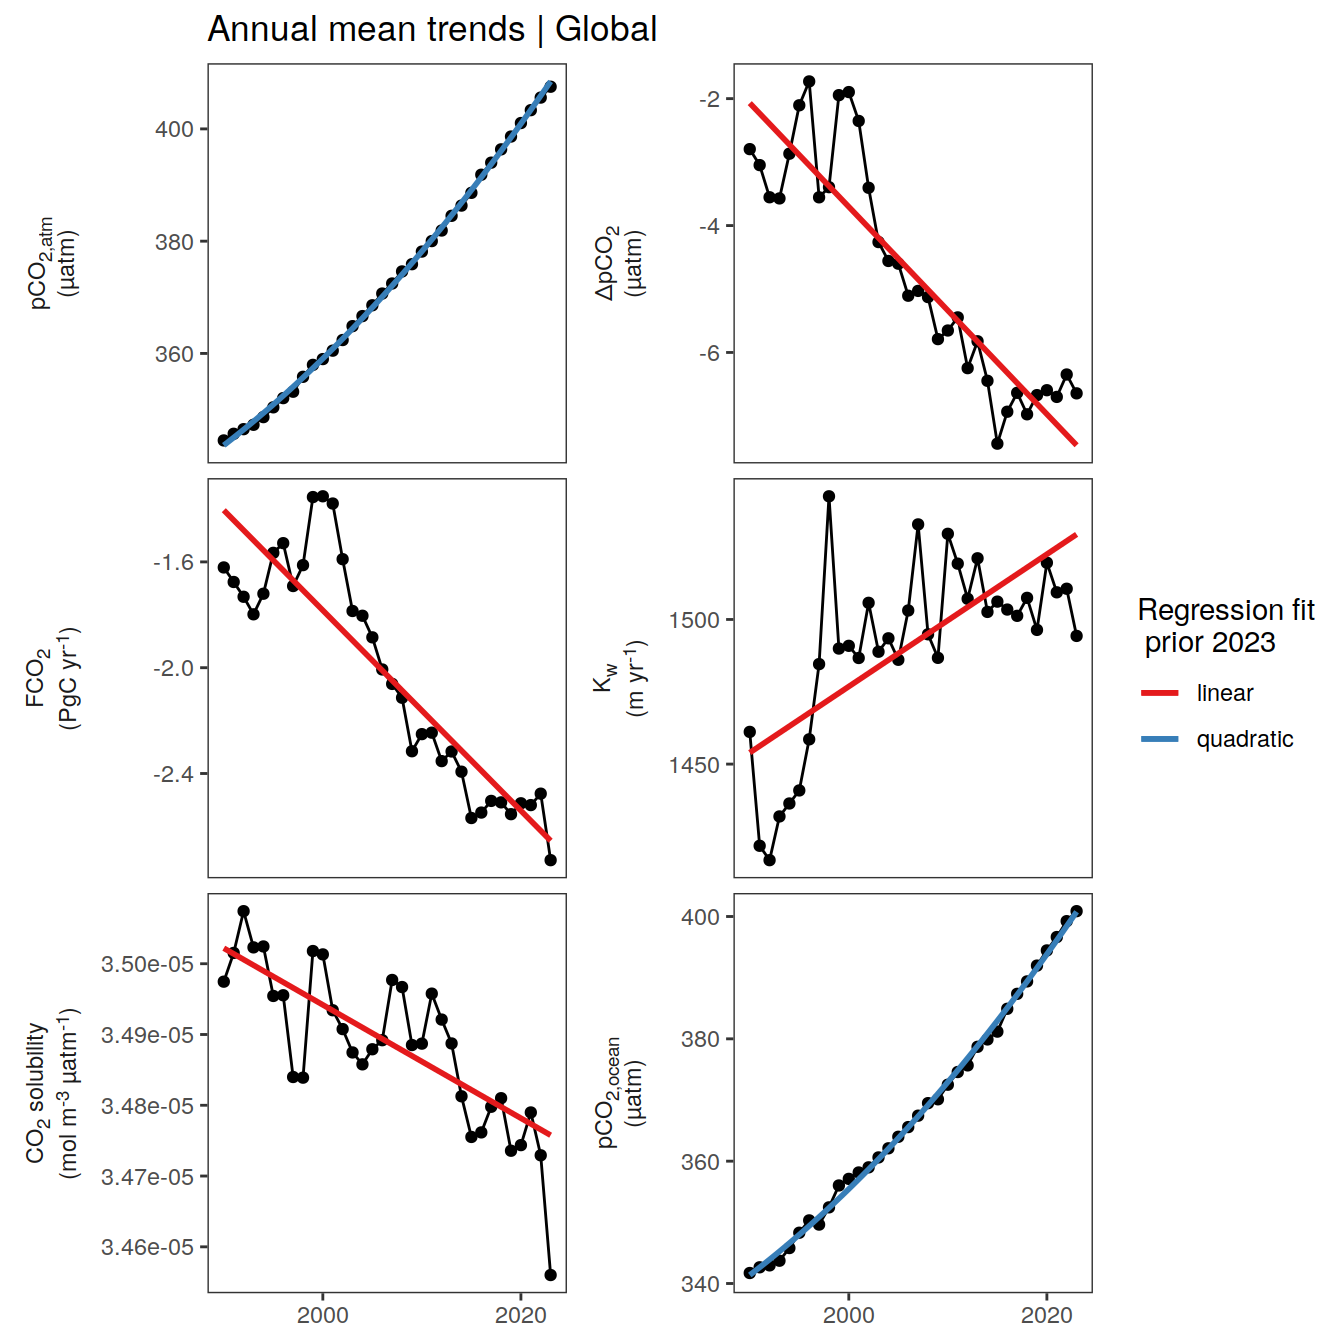 Annual mean trends | Global
pCO₂,atm
(µatm)
400
380
360
ΔpCO₂
(µatm)
-2
-4
-6
FCO₂
(PgC yr⁻¹)
-1.6
-2.0
-2.4
Kw
(m yr⁻¹)
1500
1450
CO₂ solubility
(mol m⁻³ µatm⁻¹)
3.50e-05
3.49e-05
3.48e-05
3.47e-05
3.46e-05
2000 2020
pCO₂,ocean
(µatm)
400
380
360
340
2000 2020
Regression fit
prior 2023
linear
quadratic